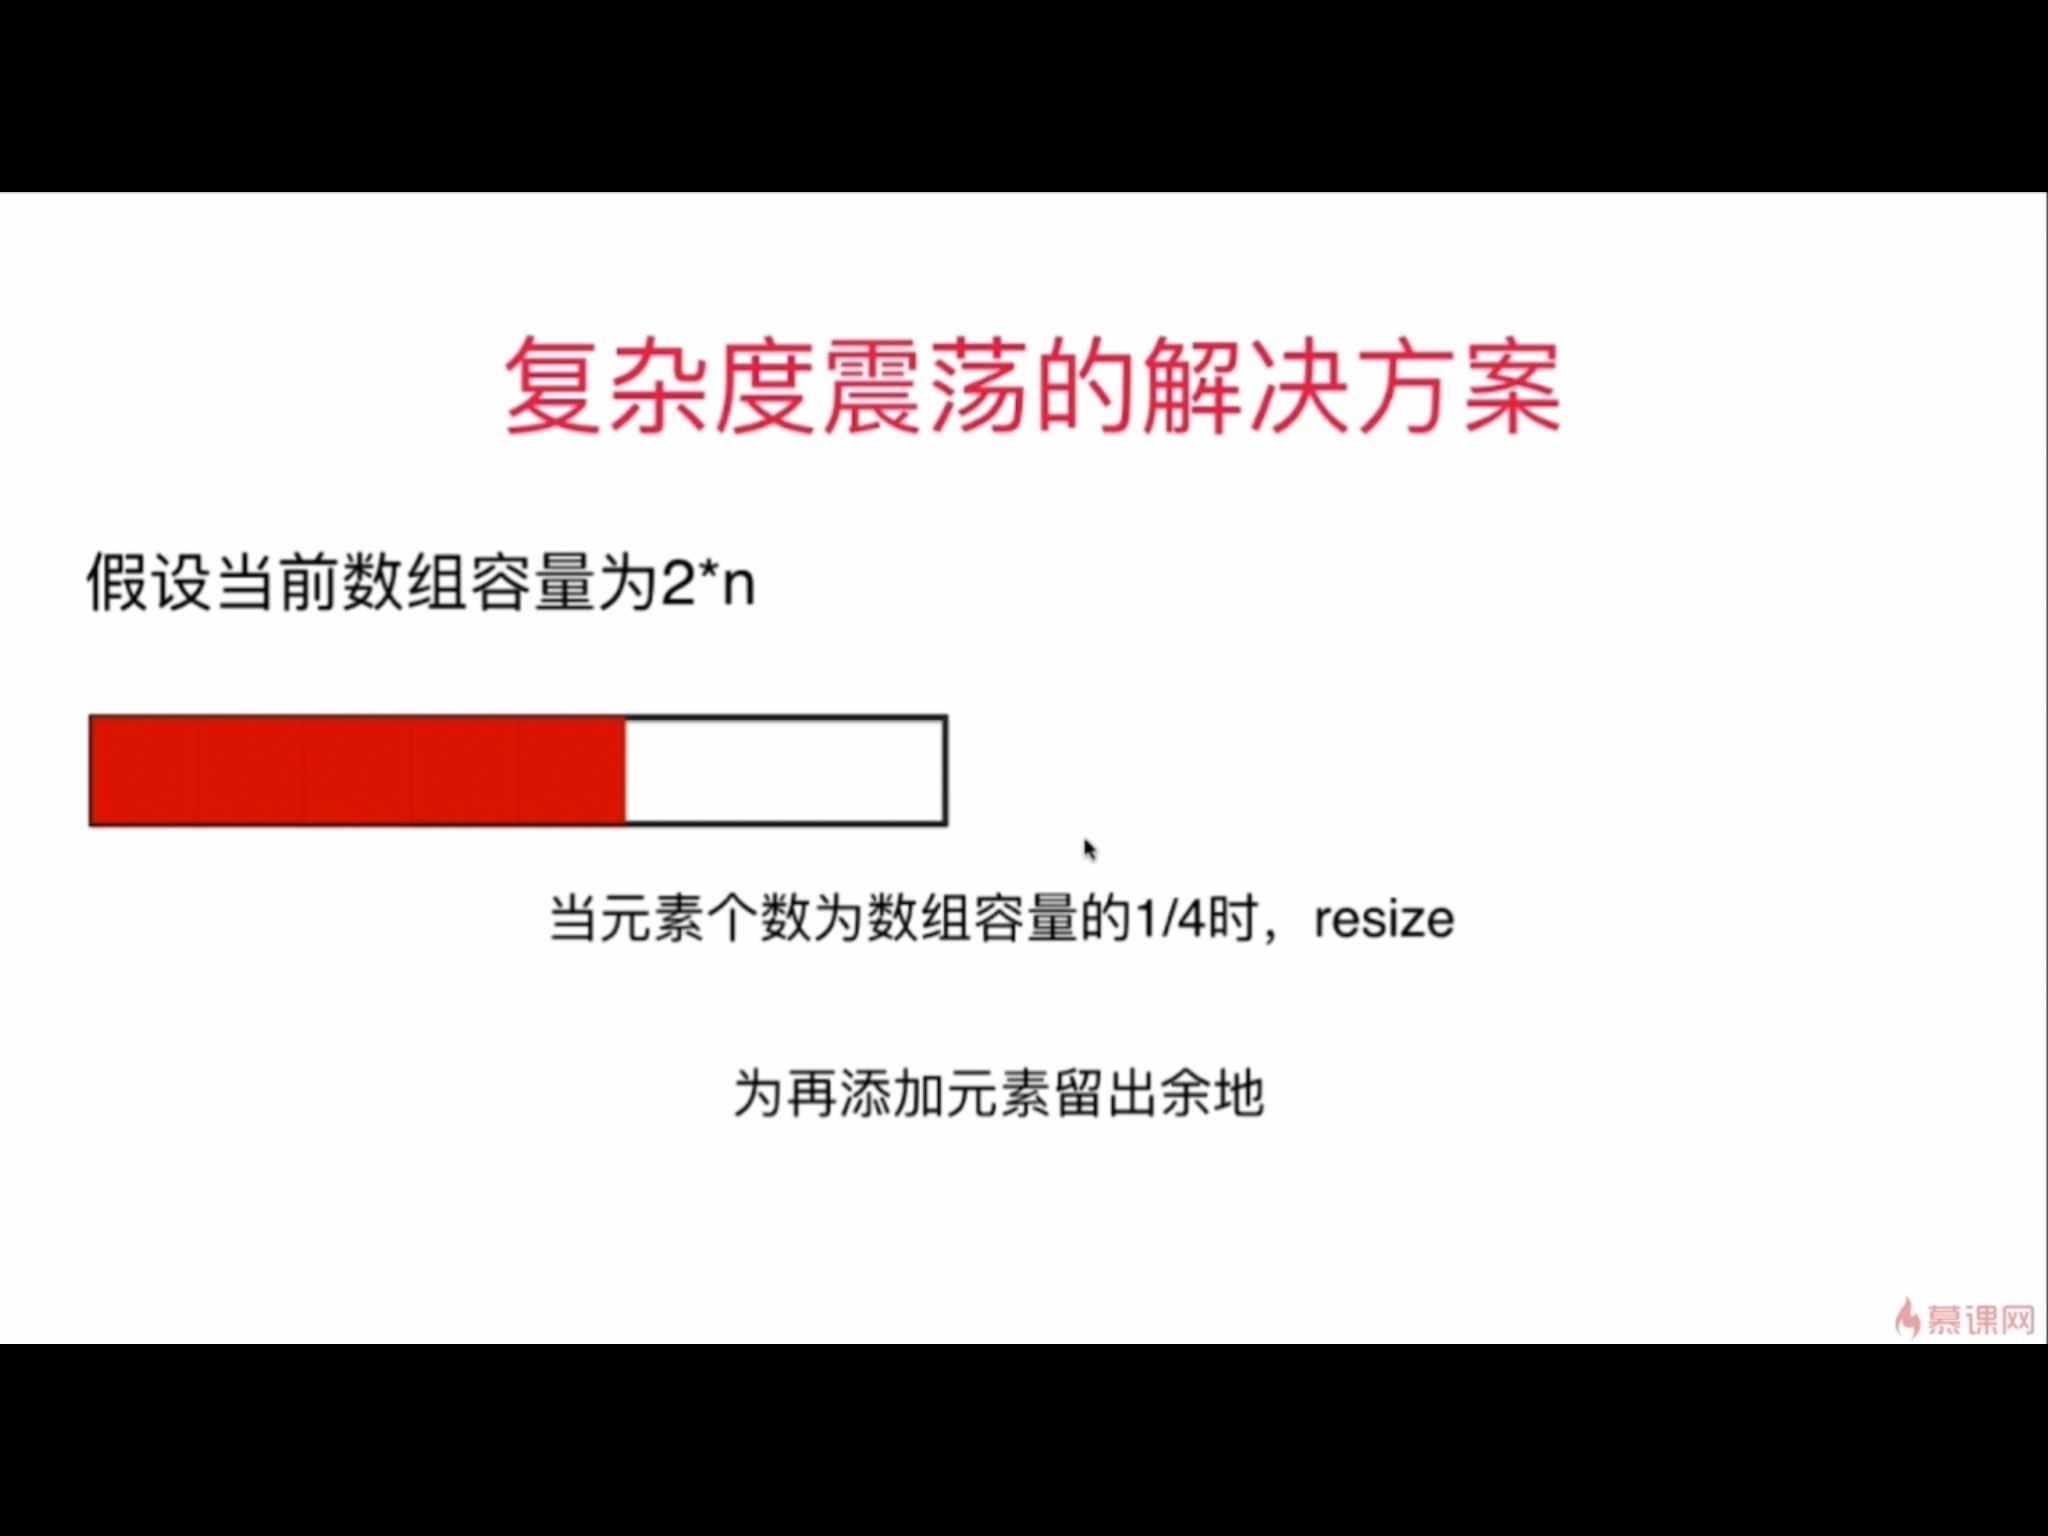 复杂度震荡的解决方案
假设当前数组容量为2*n
当元素个数为数组容量的1/4时，resize
为再添加元素留出余地
慕课网